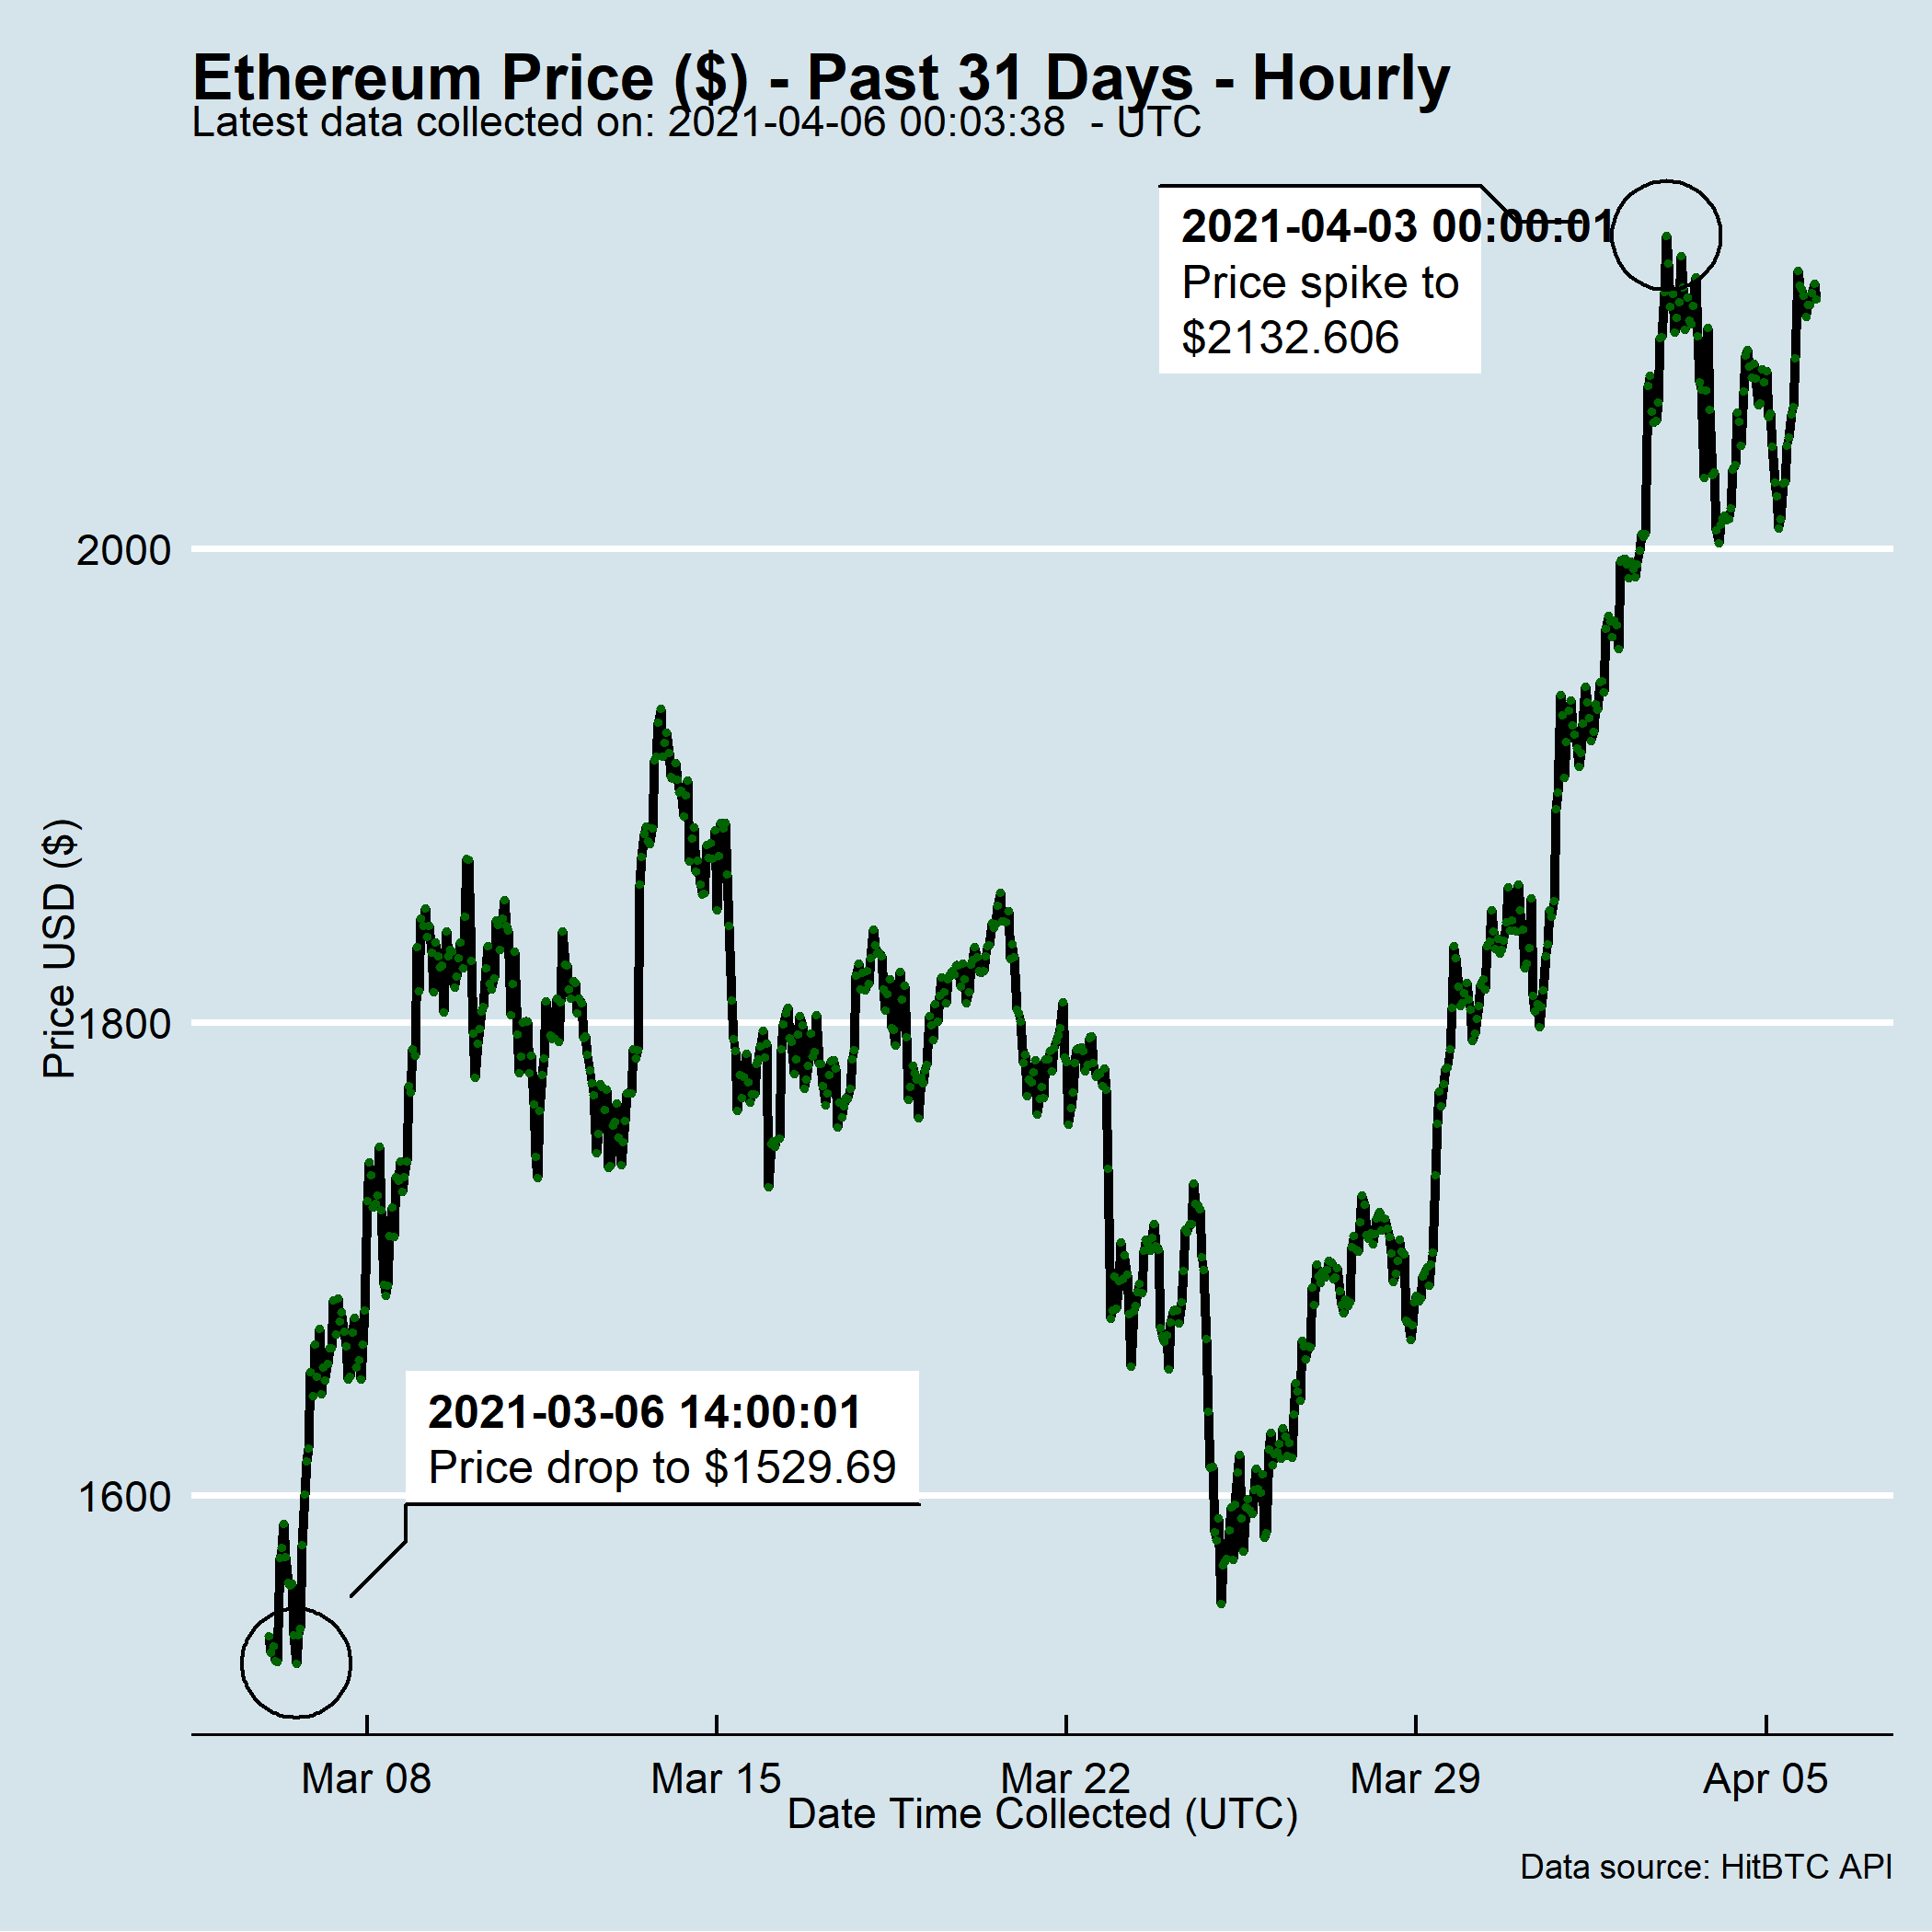 Ethereum Price ($) - Past 31 Days - Hourly
Latest data collected on: 2021-04-06 00:03:38  - UTC
2021-04-03 00:00:01
Price spike to
$2132.606
2000
1800
1600
Price USD ($)
2021-03-06 14:00:01
Price drop to $1529.69
Mar 08
Mar 15
Mar 22
Mar 29
Apr 05
Date Time Collected (UTC)
Data source: HitBTC API